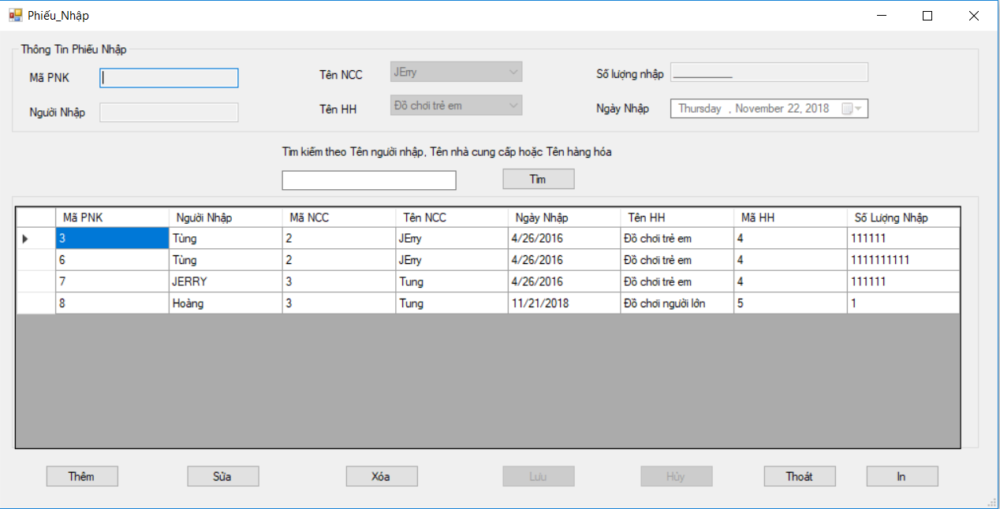 Phiếu_Nhập
Thông Tin Phiếu Nhập
Mã PNK
Tên NCC JErry
Số lượng nhập __________
Người Nhập
Tên HH Đồ chơi trẻ em
Ngày Nhập Thursday , November 22, 2018
Tìm kiếm theo Tên người nhập, Tên nhà cung cấp hoặc Tên hàng hóa
Tìm
Mã PNK Người Nhập Mã NCC Tên NCC Ngày Nhập Tên HH Mã HH Số Lượng Nhập
3 Tùng 2 JErry 4/26/2016 Đồ chơi trẻ em 4 111111
6 Tùng 2 JErry 4/26/2016 Đồ chơi trẻ em 4 1111111111
7 JERRY 3 Tung 4/26/2016 Đồ chơi trẻ em 4 111111
8 Hoàng 3 Tung 11/21/2018 Đồ chơi người lớn 5 1
Thêm Sửa Xóa Lưu Hủy Thoát In